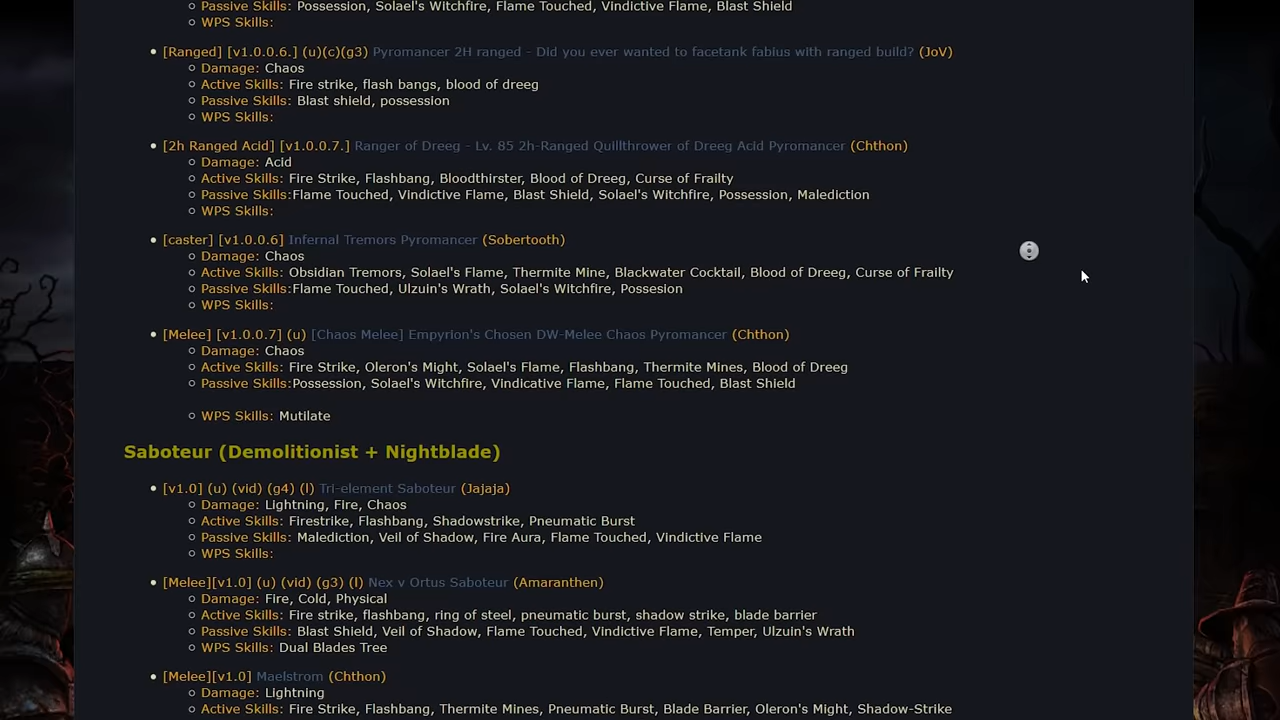 Passive Skills: Possession, Solael's Witchfire, Flame Touched, Vindictive Flame, Blast Shield
WPS Skills:
[Ranged] [v1.0.0.6.] (u)(c)(g3) Pyromancer 2H ranged - Did you ever wanted to facetank fabius with ranged build? (JoV)
Damage: Chaos
Active Skills: Fire strike, flash bangs, blood of dreeg
Passive Skills: Blast shield, possession
WPS Skills:
[2h Ranged Acid] [v1.0.0.7.] Ranger of Dreeg - Lv. 85 2h-Ranged Quillthrower of Dreeg Acid Pyromancer (Chthon)
Damage: Acid
Active Skills: Fire Strike, Flashbang, Bloodthirster, Blood of Dreeg, Curse of Frailty
Passive Skills:Flame Touched, Vindictive Flame, Blast Shield, Solael's Witchfire, Possession, Malediction
WPS Skills:
[caster] [v1.0.0.6] Infernal Tremors Pyromancer (Sobertooth)
Damage: Chaos
Active Skills: Obsidian Tremors, Solael's Flame, Thermite Mine, Blackwater Cocktail, Blood of Dreeg, Curse of Frailty
Passive Skills:Flame Touched, Ulzuin's Wrath, Solael's Witchfire, Possesion
WPS Skills:
[Melee] [v1.0.0.7] (u) [Chaos Melee] Empyrion's Chosen DW-Melee Chaos Pyromancer (Chthon)
Damage: Chaos
Active Skills: Fire Strike, Oleron's Might, Solael's Flame, Flashbang, Thermite Mines, Blood of Dreeg
Passive Skills:Possession, Solael's Witchfire, Vindicative Flame, Flame Touched, Blast Shield
WPS Skills: Mutilate
Saboteur (Demolitionist + Nightblade)
[v1.0] (u) (vid) (g4) (l) Tri-element Saboteur (Jajaja)
Damage: Lightning, Fire, Chaos
Active Skills: Firestrike, Flashbang, Shadowstrike, Pneumatic Burst
Passive Skills: Malediction, Veil of Shadow, Fire Aura, Flame Touched, Vindictive Flame
WPS Skills:
[Melee][v1.0] (u) (vid) (g3) (l) Nex v Ortus Saboteur (Amaranthen)
Damage: Fire, Cold, Physical
Active Skills: Fire strike, flashbang, ring of steel, pneumatic burst, shadow strike, blade barrier
Passive Skills: Blast Shield, Veil of Shadow, Flame Touched, Vindictive Flame, Temper, Ulzuin's Wrath
WPS Skills: Dual Blades Tree
[Melee][v1.0] Maelstrom (Chthon)
Damage: Lightning
Active Skills: Fire Strike, Flashbang, Thermite Mines, Pneumatic Burst, Blade Barrier, Oleron's Might, Shadow-Strike